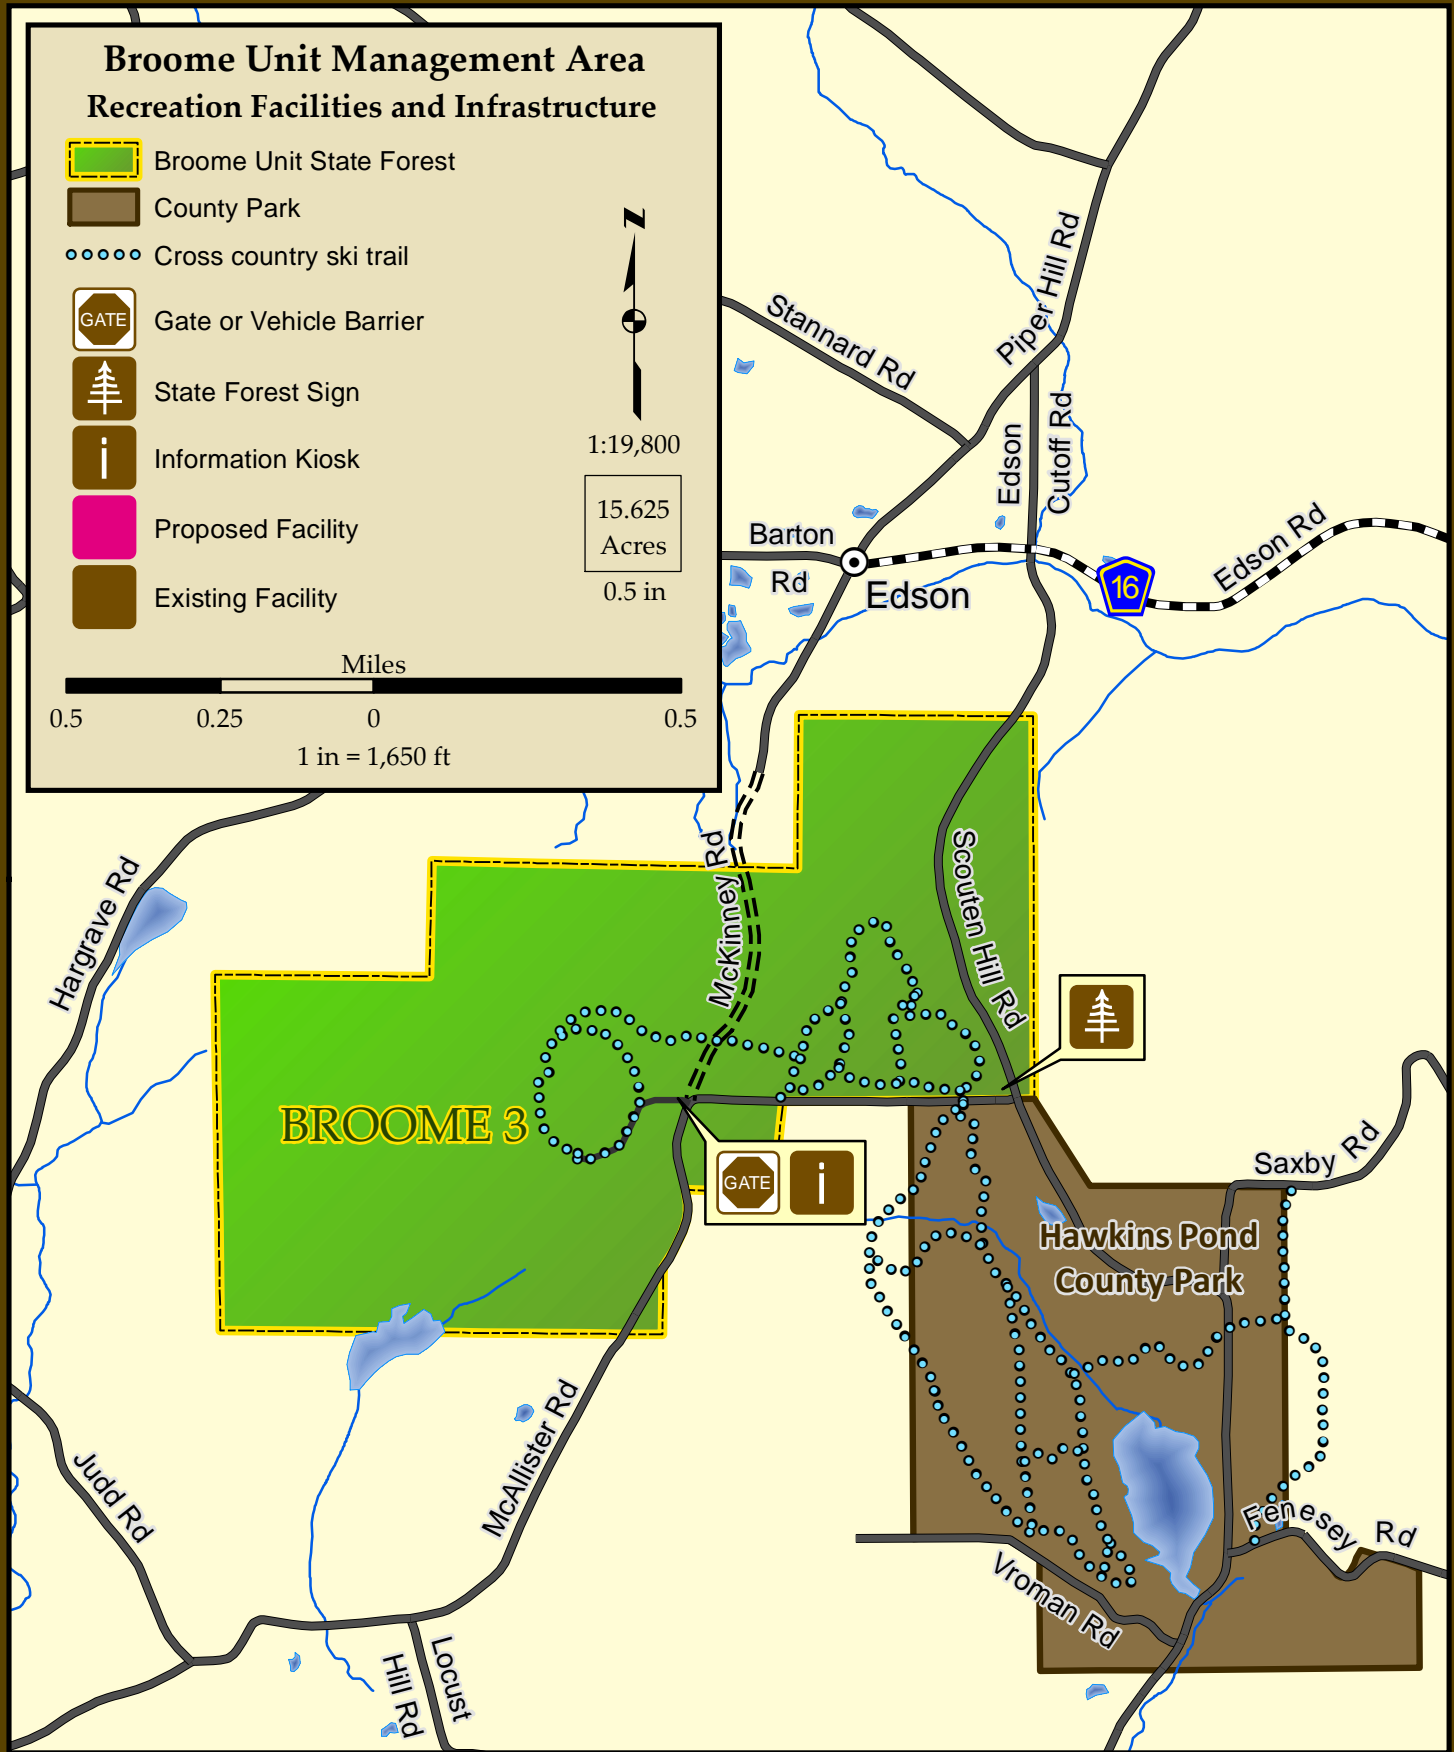 Broome Unit Management Area
Recreation Facilities and Infrastructure
Broome Unit State Forest
County Park
Cross country ski trail
GATE
Gate or Vehicle Barrier
State Forest Sign
i
Information Kiosk
Proposed Facility
Existing Facility
N
1:19,800
15.625
Acres
0.5 in
Miles
0.5 0.25 0 0.5
1 in = 1,650 ft
Piper Hill Rd
Stannard Rd
Edson
Cutoff Rd
Barton
Rd
Edson
16
Edson Rd
Hargrave Rd
McKinney Rd
Scouten Hill Rd
BROOME 3
GATE
i
Saxby Rd
Hawkins Pond
County Park
McAllister Rd
Judd Rd
Fenesey Rd
Vroman Rd
Locust
Hill Rd